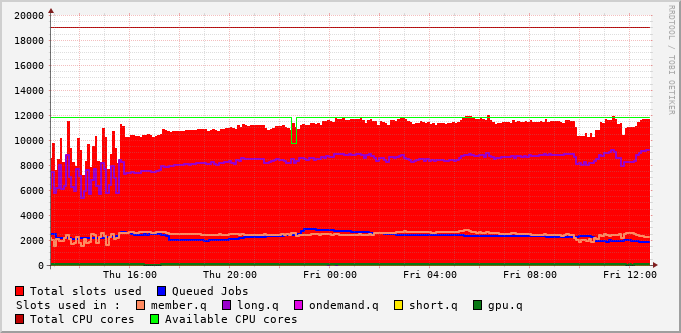 20000
18000
16000
14000
12000
10000
8000
6000
4000
2000
0
Thu 16:00 Thu 20:00 Fri 00:00 Fri 04:00 Fri 08:00 Fri 12:00
RRDTOOL / TOBI OETIKER
Total slots used Queued Jobs
Slots used in : member.q long.q ondemand.q short.q gpu.q
Total CPU cores Available CPU cores